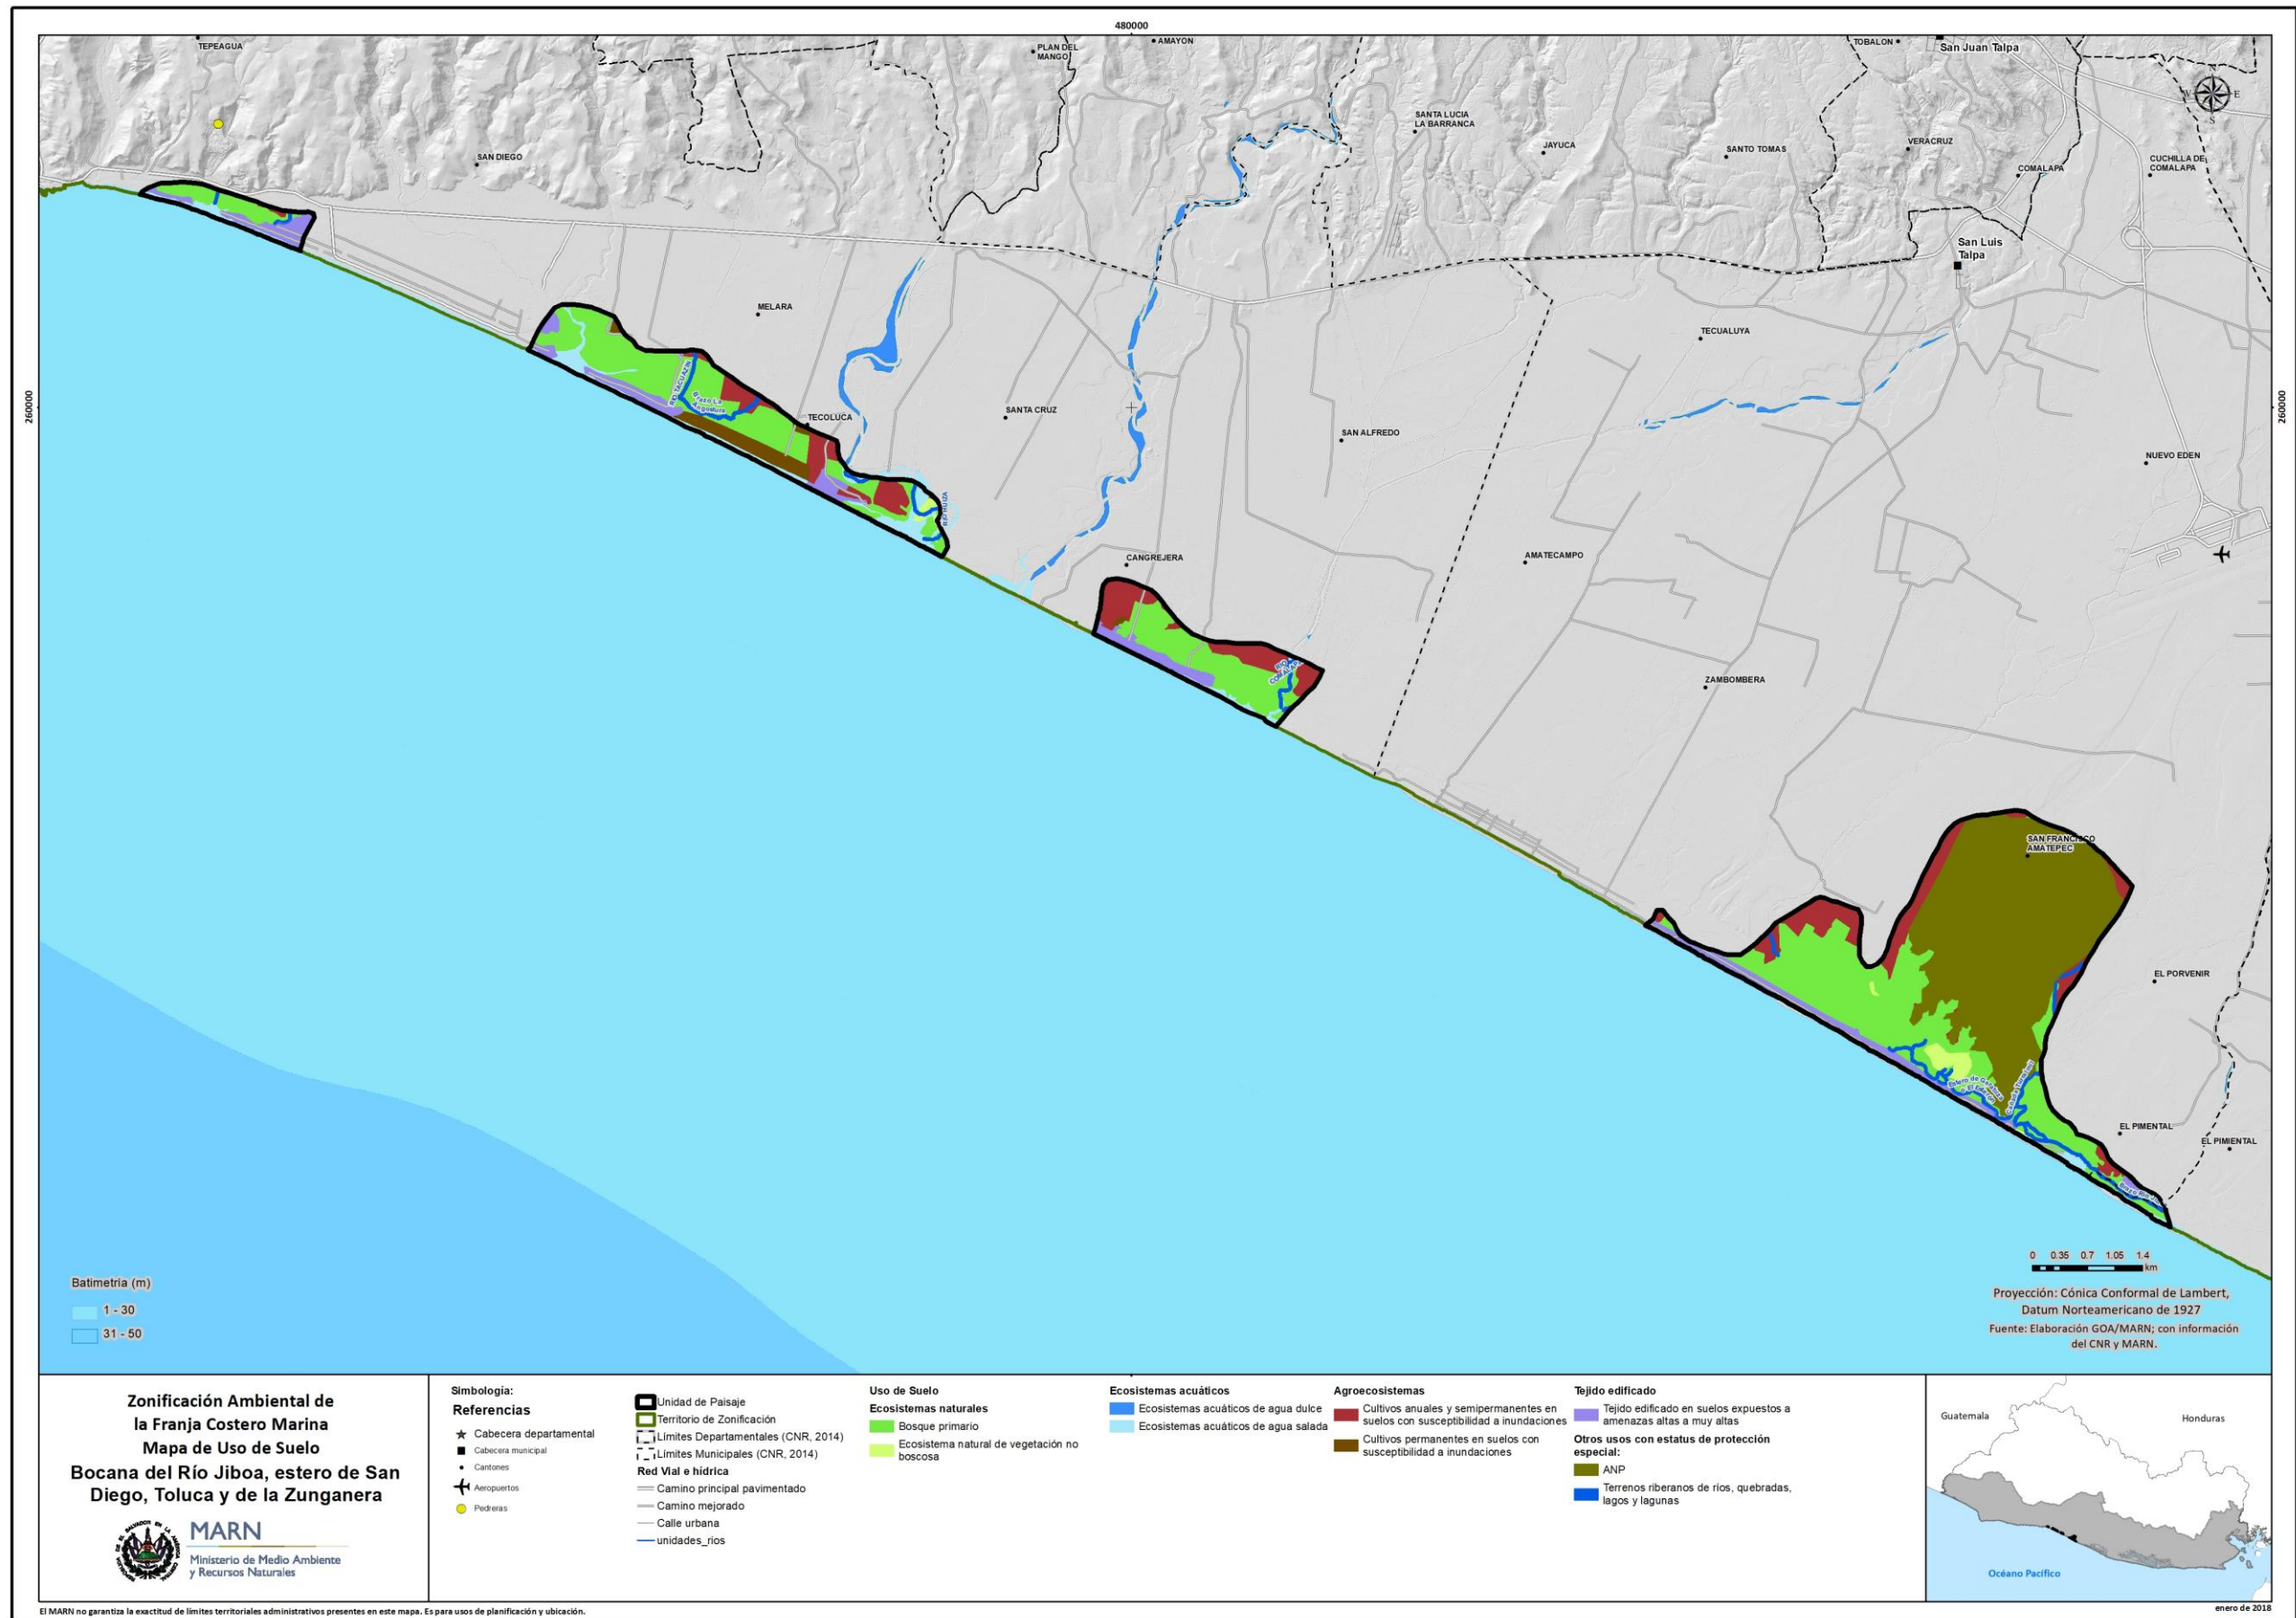 480000
TEPEAGUA
PLAN DEL
MANGO
AMAYON
TOBALON
San Juan Talpa
N
W E
S
SANTA LUCIA
LA BARRANCA
SAN DIEGO
JAYUCA
SANTO TOMAS
VERACRUZ
COMALAPA
CUCHILLA DE
COMALAPA
San Luis
Talpa
MELARA
TECUALUYA
260000
260000
RIO TACUAZIN
Brazo La
TECOLUCA
SANTA CRUZ
SAN ALFREDO
NUEVO EDEN
CANGREJERA
AMATECAMPO
RIO
ZAMBOMBERA
SAN FRANCISCO
AMATEPEC
EL PORVENIR
Estero de
EL PIMENTAL
EL PIMIENTAL
Batimetría (m)
1 - 30
31 - 50
0 0.35 0.7 1.05 1.4
km
Proyección: Cónica Conformal de Lambert,
Datum Norteamericano de 1927
Fuente: Elaboración GOA/MARN; con información
del CNR y MARN.
Zonificación Ambiental de
la Franja Costero Marina
Mapa de Uso de Suelo
Bocana del Río Jiboa, estero de San
Diego, Toluca y de la Zunganera
MARN
Ministerio de Medio Ambiente
y Recursos Naturales
Simbología:
Referencias
Cabecera departamental
Cabecera municipal
Cantones
Aeropuertos
Pedreras
Unidad de Paisaje
Territorio de Zonificación
Límites Departamentales (CNR, 2014)
Límites Municipales (CNR, 2014)
Red Vial e hídrica
Camino principal pavimentado
Camino mejorado
Calle urbana
unidades_rios
Uso de Suelo
Ecosistemas naturales
Bosque primario
Ecosistema natural de vegetación no
boscosa
Ecosistemas acuáticos
Ecosistemas acuáticos de agua dulce
Ecosistemas acuáticos de agua salada
Agroecosistemas
Cultivos anuales y semipermanentes en
suelos con susceptibilidad a inundaciones
Cultivos permanentes en suelos con
susceptibilidad a inundaciones
Tejido edificado
Tejido edificado en suelos expuestos a
amenazas altas a muy altas
Otros usos con estatus de protección
especial:
ANP
Terrenos riberanos de rios, quebradas,
lagos y lagunas
Guatemala
Honduras
Océano Pacífico
El MARN no garantiza la exactitud de límites territoriales administrativos presentes en este mapa. Es para usos de planificación y ubicación.
enero de 2018